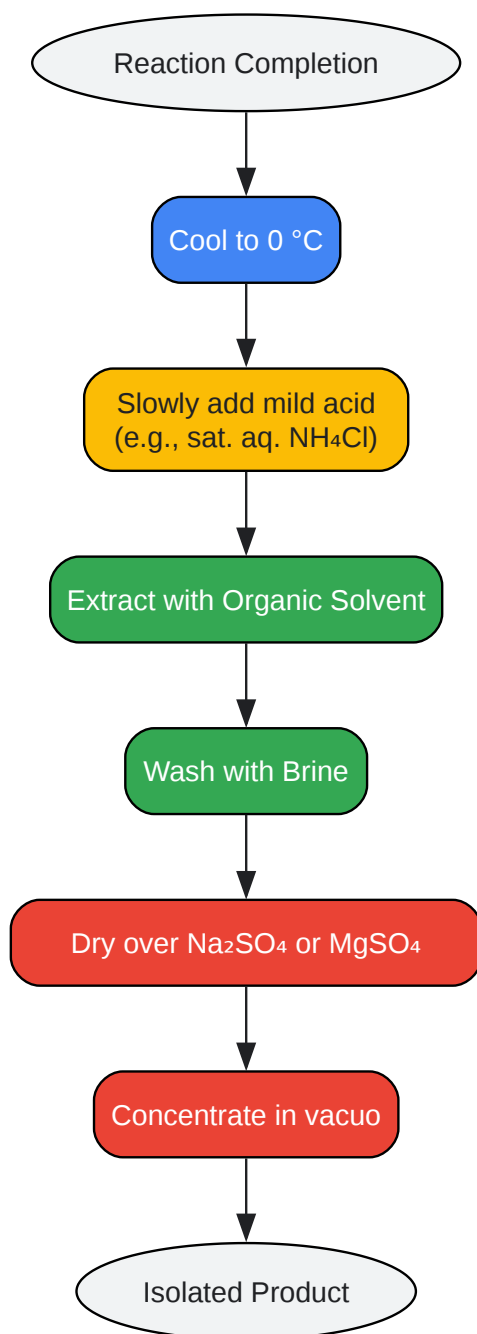 Reaction Completion
Cool to 0 °C
Slowly add mild acid
(e.g., sat. aq. NH₄Cl)
Extract with Organic Solvent
Wash with Brine
Dry over Na₂SO₄ or MgSO₄
Concentrate in vacuo
Isolated Product